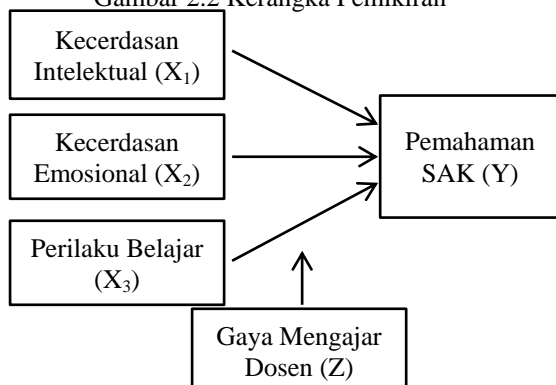 Gambar 2.2 Kerangka Pemikiran
Kecerdasan
Intelektual (X₁)
Kecerdasan
Emosional (X₂)
Perilaku Belajar
(X₃)
Pemahaman
SAK (Y)
Gaya Mengajar
Dosen (Z)